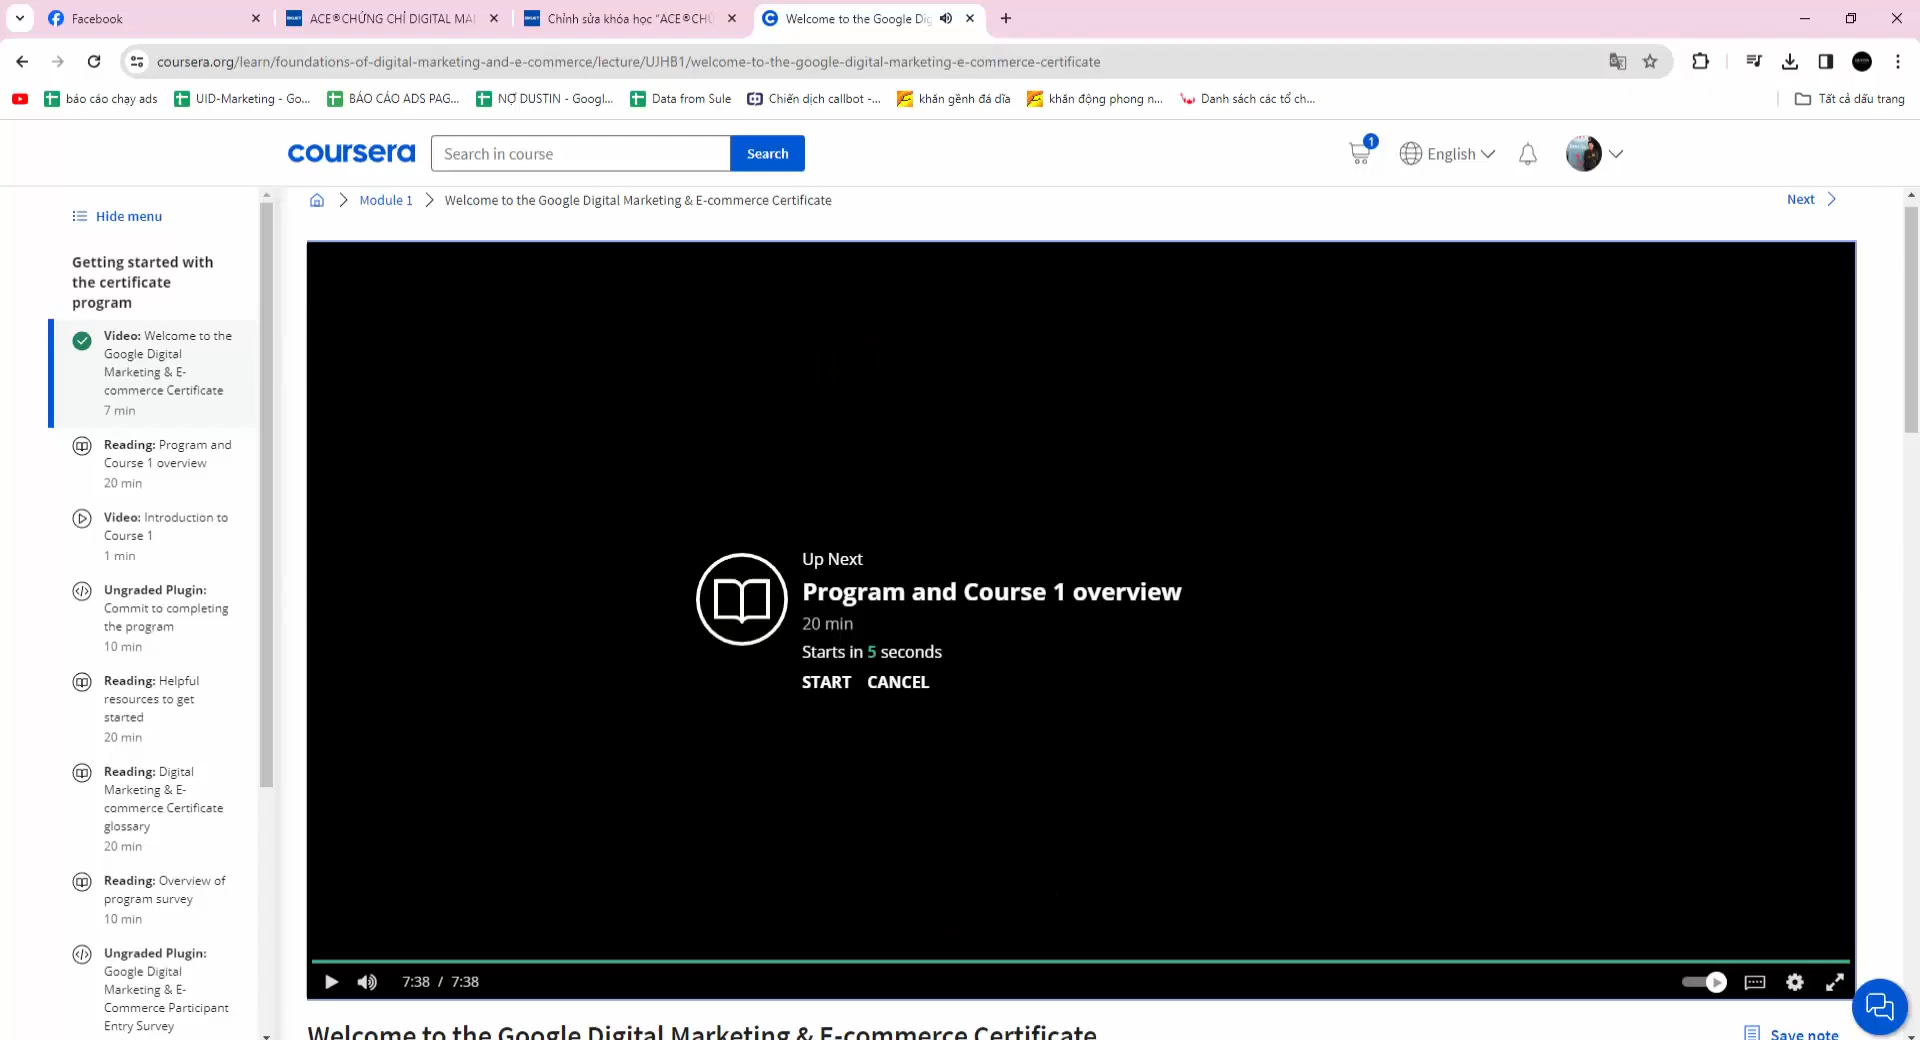 Facebook
ACE®CHỨNG CHỈ DIGITAL MA
Chỉnh sửa khóa học "ACE®CHỨ
Welcome to the Google Dig
coursera.org/learn/foundations-of-digital-marketing-and-e-commerce/lecture/UJHB1/welcome-to-the-google-digital-marketing-e-commerce-certificate
báo cáo chạy ads
UID-Marketing - Go...
BÁO CÁO ADS PAG...
NỢ DUSTIN - Googl...
Data from Sule
Chiến dịch callbot -...
khăn gềnh đá dĩa
khăn động phong n...
Danh sách các tổ ch...
Tất cả dấu trang
coursera
Search in course
Search
1
English
Hide menu
Module 1
Welcome to the Google Digital Marketing & E-commerce Certificate
Next
Getting started with
the certificate
program
Video: Welcome to the
Google Digital
Marketing & E-
commerce Certificate
7 min
Reading: Program and
Course 1 overview
20 min
Video: Introduction to
Course 1
1 min
Ungraded Plugin:
Commit to completing
the program
10 min
Reading: Helpful
resources to get
started
20 min
Reading: Digital
Marketing & E-
commerce Certificate
glossary
20 min
Reading: Overview of
program survey
10 min
Ungraded Plugin:
Google Digital
Marketing & E-
Commerce Participant
Entry Survey
Up Next
Program and Course 1 overview
20 min
Starts in 5 seconds
START CANCEL
7:38 / 7:38
Welcome to the Google Digital Marketing & E-commerce Certificate
Save note